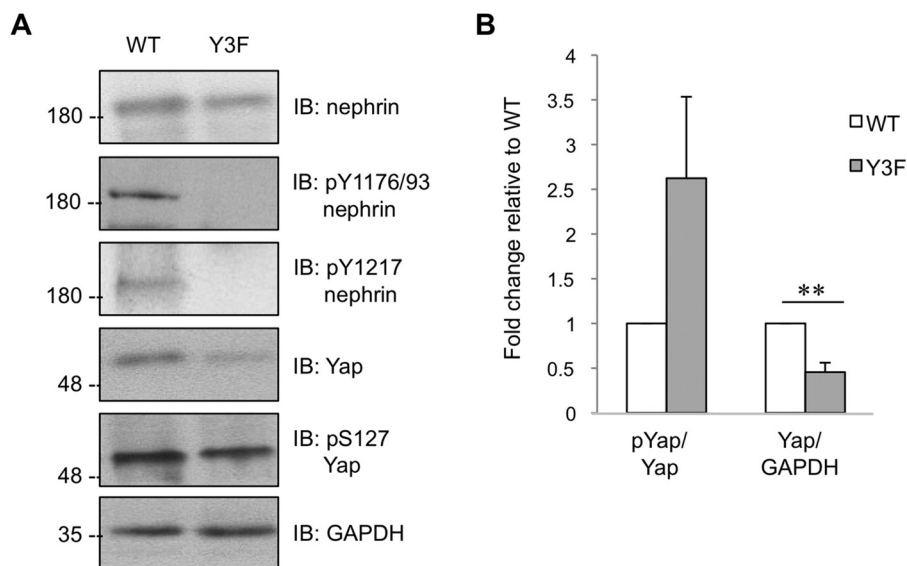 A
WT Y3F
180 --
IB: nephrin
180 --
IB: pY1176/93
nephrin
180 --
IB: pY1217
nephrin
48 --
IB: Yap
48 --
IB: pS127
Yap
35 --
IB: GAPDH
B
Fold change relative to WT
4
3.5
3
2.5
2
1.5
1
0.5
0
**
WT
Y3F
pYap/
Yap
Yap/
GAPDH